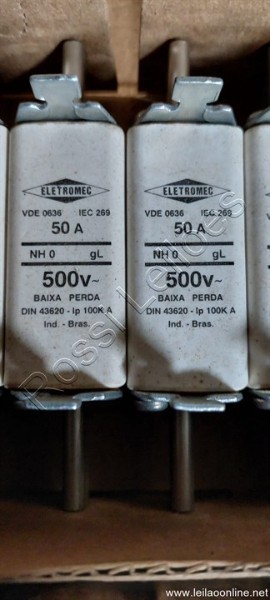 ELETROMEC
VDE 0636 IEC 269
50 A
NH 0 gL
500v~
BAIXA PERDA
DIN 43620 - Ip 100K A
Ind. - Bras.
ELETROMEC
VDE 0636 IEC 269
50 A
NH 0 gL
500v~
BAIXA PERDA
DIN 43620 - Ip 100K A
Ind. - Bras.
Rossi Leilões
www.leilaoonline.net